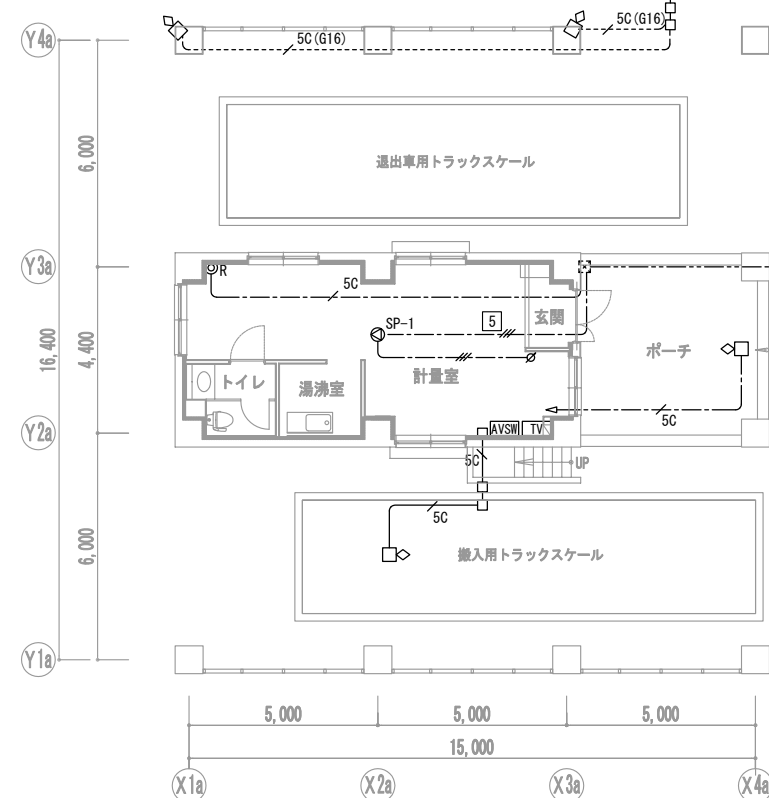 5C(G16)
Y4a
5C(G16)
6,000
退出車用トラックスケール
Y3a
R
5C
SP-1
5
玄関
16,400
4,400
ポーチ
トイレ
湯沸室
計量室
5C
Y2a
AVSW
TV
5C
UP
5C
6,000
搬入用トラックスケール
Y1a
5,000
5,000
5,000
15,000
X1a
X2a
X3a
X4a